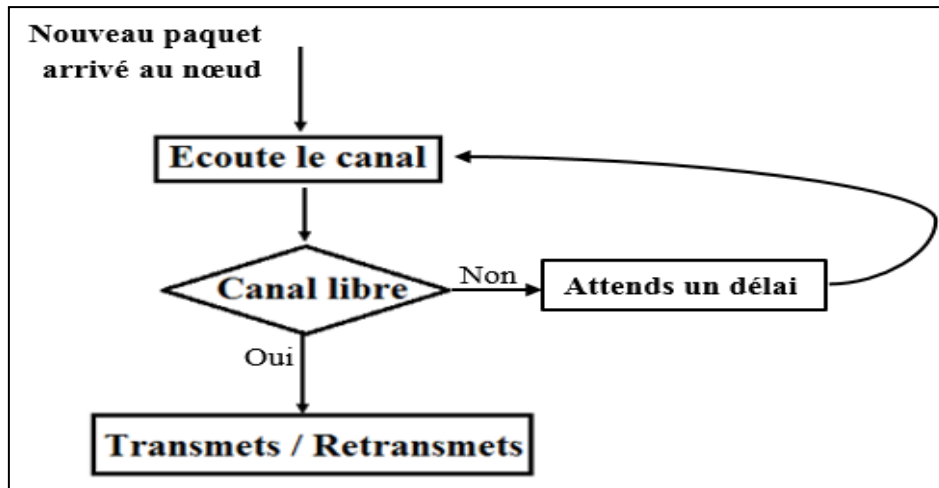 Nouveau paquet
arrivé au nœud
Ecoute le canal
Canal libre
Non
Attends un délai
Oui
Transmets / Retransmets